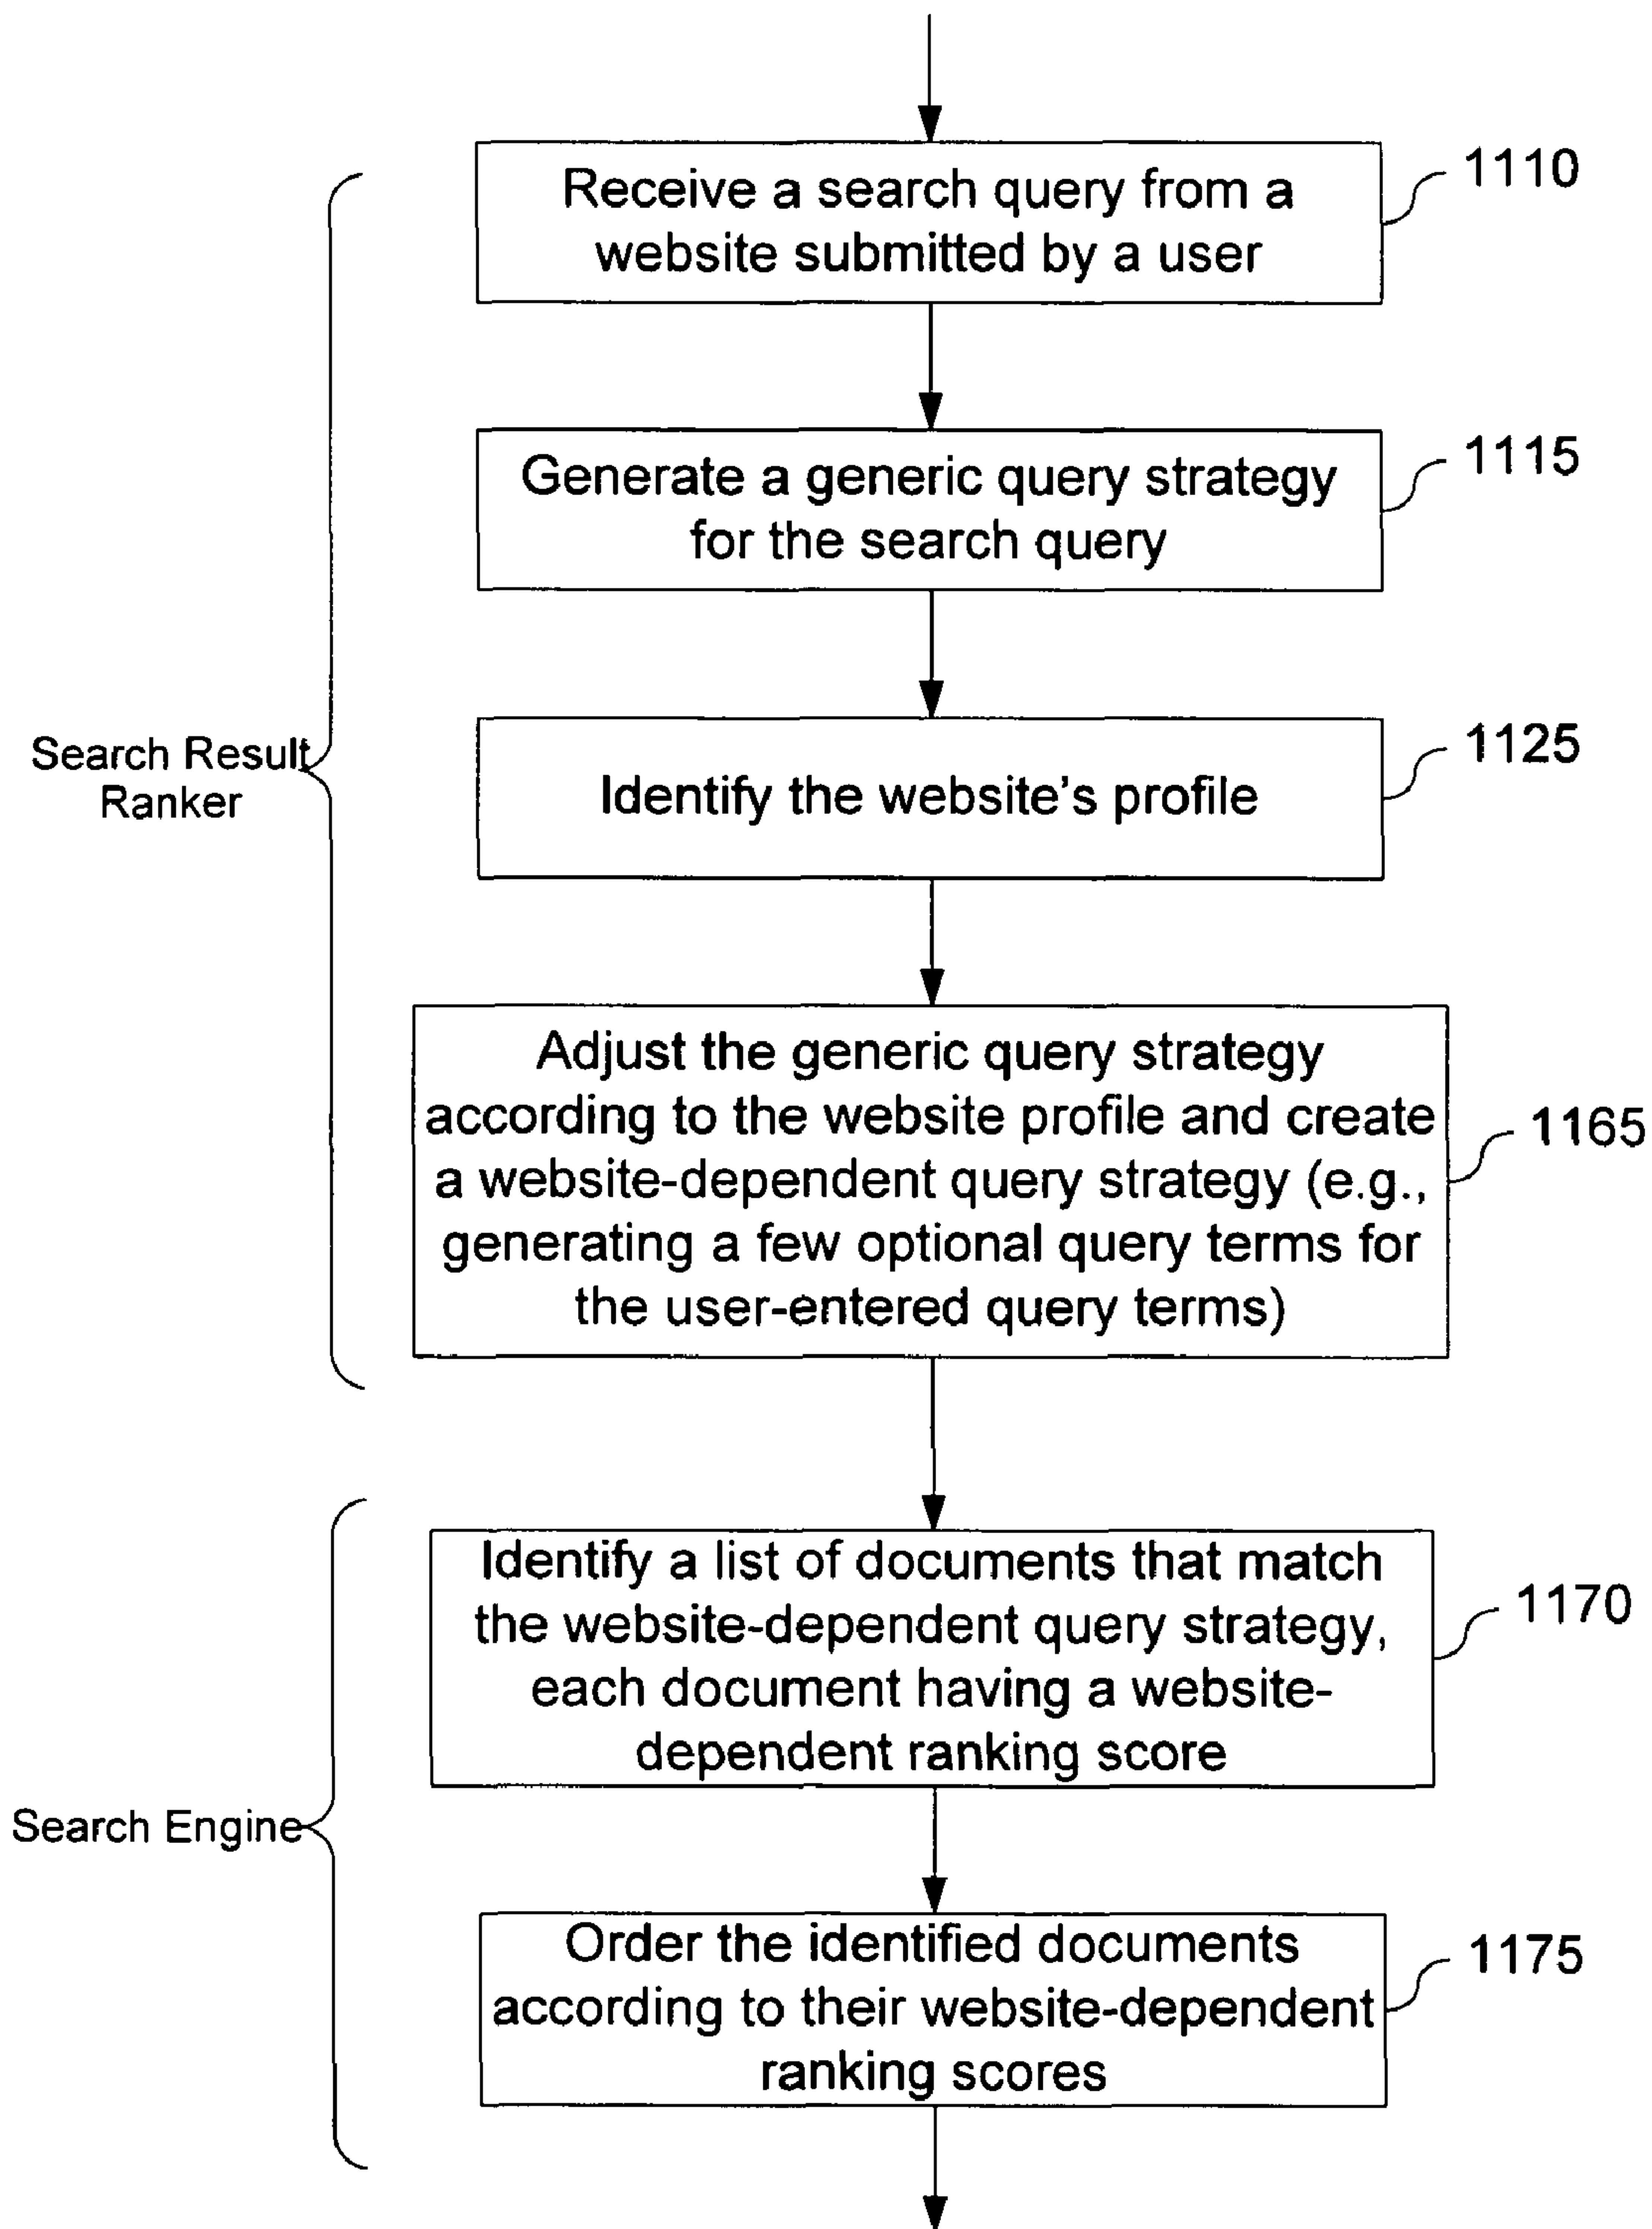 Receive a search query from a
website submitted by a user
1110
Generate a generic query strategy
for the search query
1115
Identify the website's profile
1125
Search Result
Ranker
Adjust the generic query strategy
according to the website profile and create
a website-dependent query strategy (e.g.,
generating a few optional query terms for
the user-entered query terms)
1165
Identify a list of documents that match
the website-dependent query strategy,
each document having a website-
dependent ranking score
1170
Search Engine
Order the identified documents
according to their website-dependent
ranking scores
1175